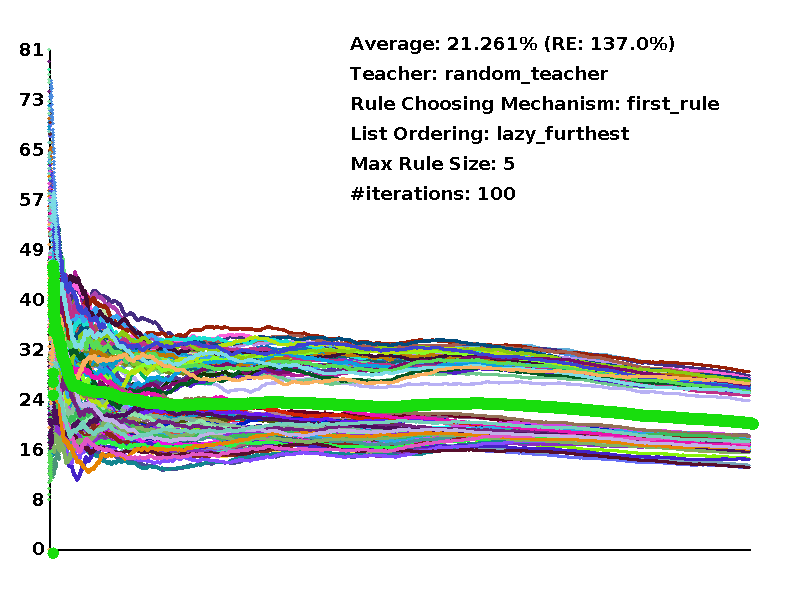 Average: 21.261% (RE: 137.0%)
Teacher: random_teacher
Rule Choosing Mechanism: first_rule
List Ordering: lazy_furthest
Max Rule Size: 5
#iterations: 100
81
73
65
57
49
40
32
24
16
8
0